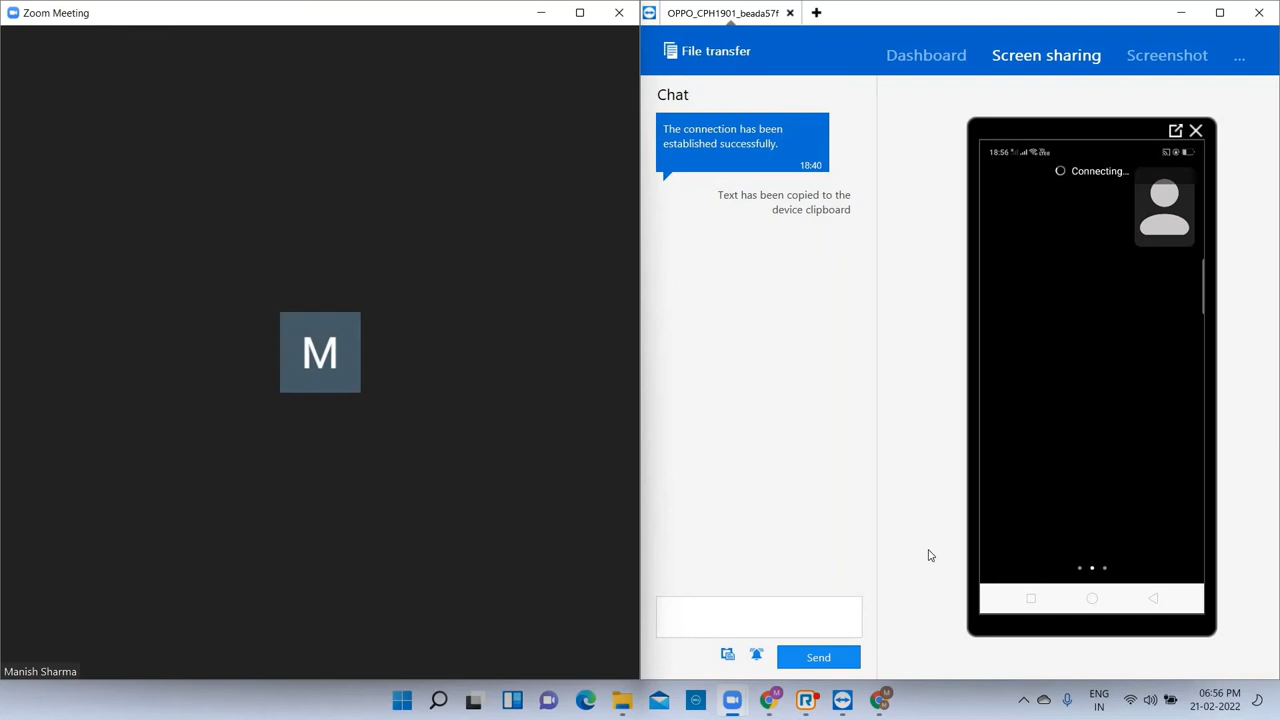 Zoom Meeting
M
Manish Sharma
OPPO_CPH1901_beada57f
File transfer
Dashboard
Screen sharing
Screenshot
...
Chat
The connection has been
established successfully.
18:40
Text has been copied to the
device clipboard
Send
18:56
Connecting...
ENG
IN
06:56 PM
21-02-2022